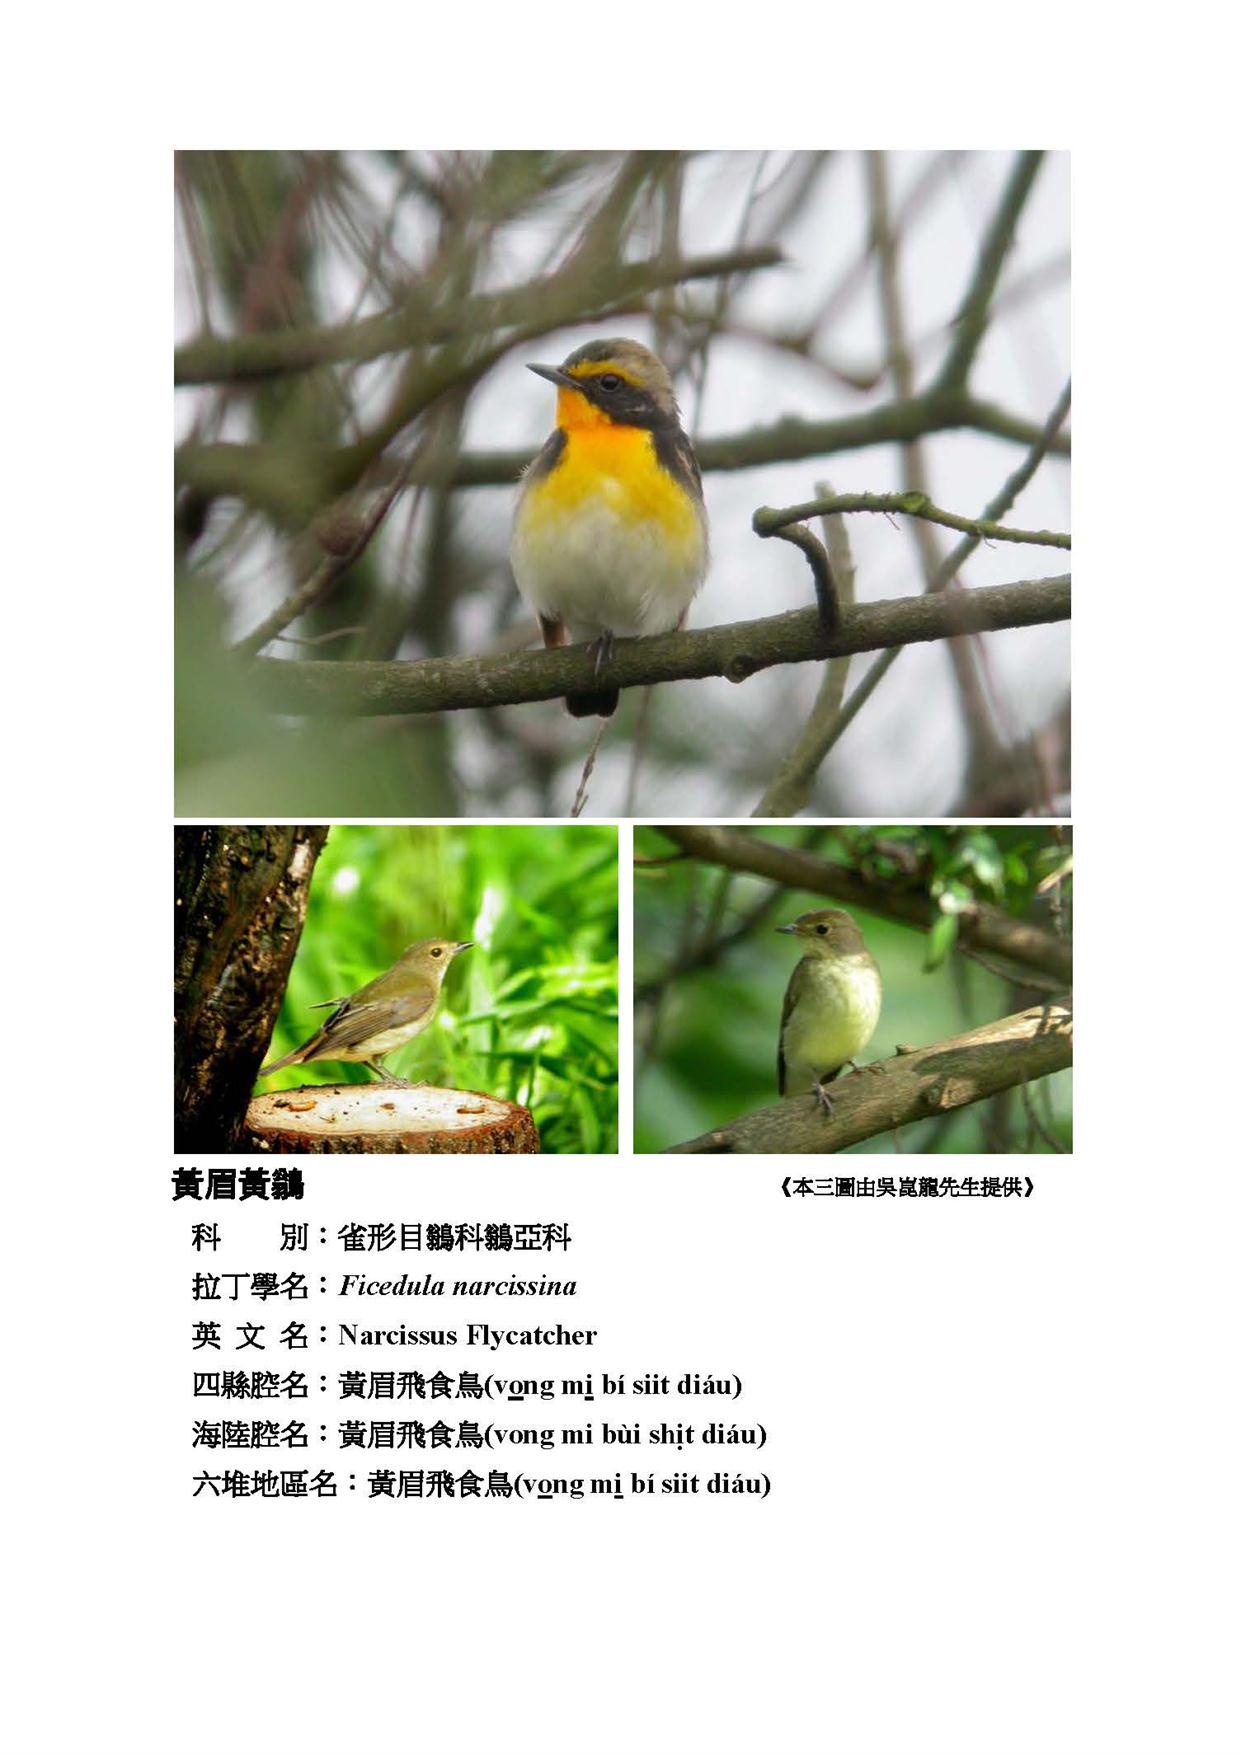 黃眉黃鶲 《本三圖由吳崑龍先生提供》
科 別：雀形目鶲科鶲亞科
拉丁學名：Ficedula narcissina
英 文 名：Narcissus Flycatcher
四縣腔名：黃眉飛食鳥(vo̲ng mi̲ bí siit diáu)
海陸腔名：黃眉飛食鳥(vong mi bùi shịt diáu)
六堆地區名：黃眉飛食鳥(vo̲ng mi̲ bí siit diáu)